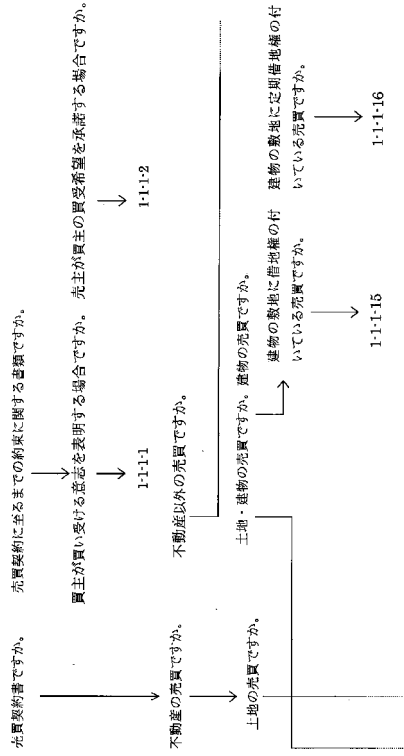 売買契約書ですか。
売買契約に至るまでの約束に関する書類ですか。
買主が買い受ける意志を表明する場合ですか。
売主が買主の買受希望を承諾する場合ですか。
1-1-1-1
1-1-1-2
不動産の売買ですか。
不動産以外の売買ですか。
土地の売買ですか。
土地・建物の売買ですか。
建物の売買ですか。
建物の敷地に借地権の付
いている売買ですか。
建物の敷地に定期借地権の付
いている売買ですか。
1-1-1-15
1-1-1-16